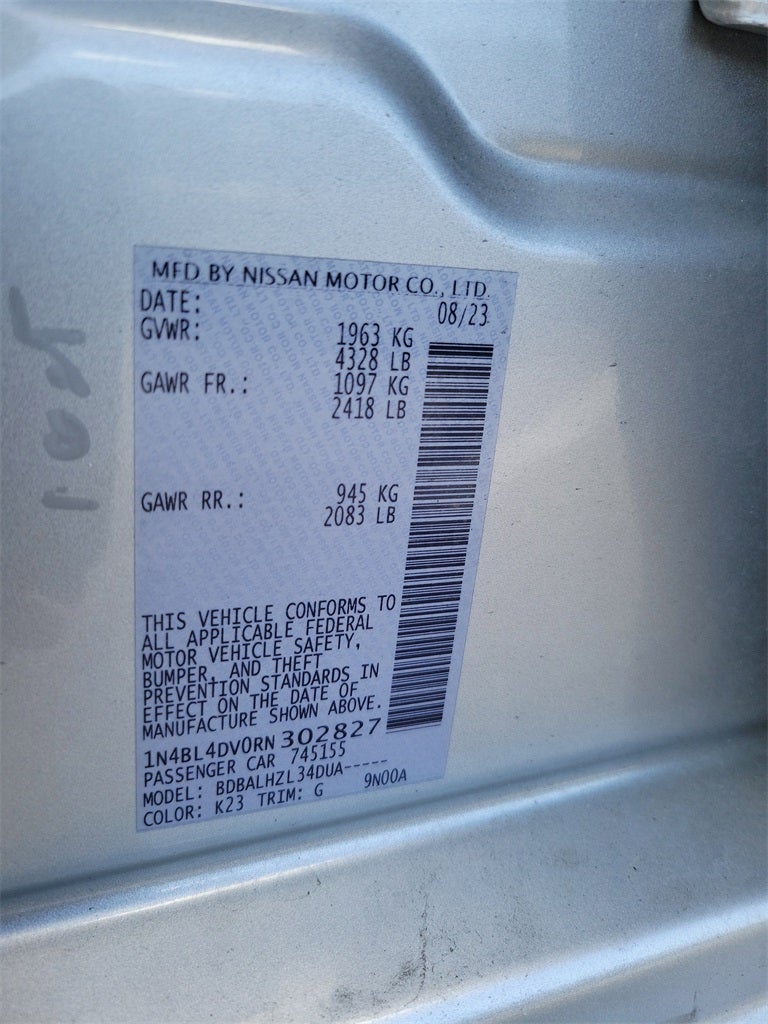 MFD BY NISSAN MOTOR CO., LTD.
DATE: 08/23
GVWR: 1963 KG
4328 LB
GAWR FR.: 1097 KG
2418 LB
GAWR RR.: 945 KG
2083 LB
THIS VEHICLE CONFORMS TO
ALL APPLICABLE FEDERAL
MOTOR VEHICLE SAFETY,
BUMPER, AND THEFT
PREVENTION STANDARDS IN
EFFECT ON THE DATE OF
MANUFACTURE SHOWN ABOVE.
1N4BL4DV0RN302827
PASSENGER CAR 745155
MODEL: BDBALHZL34DUA-----
COLOR: K23 TRIM: G 9N00A